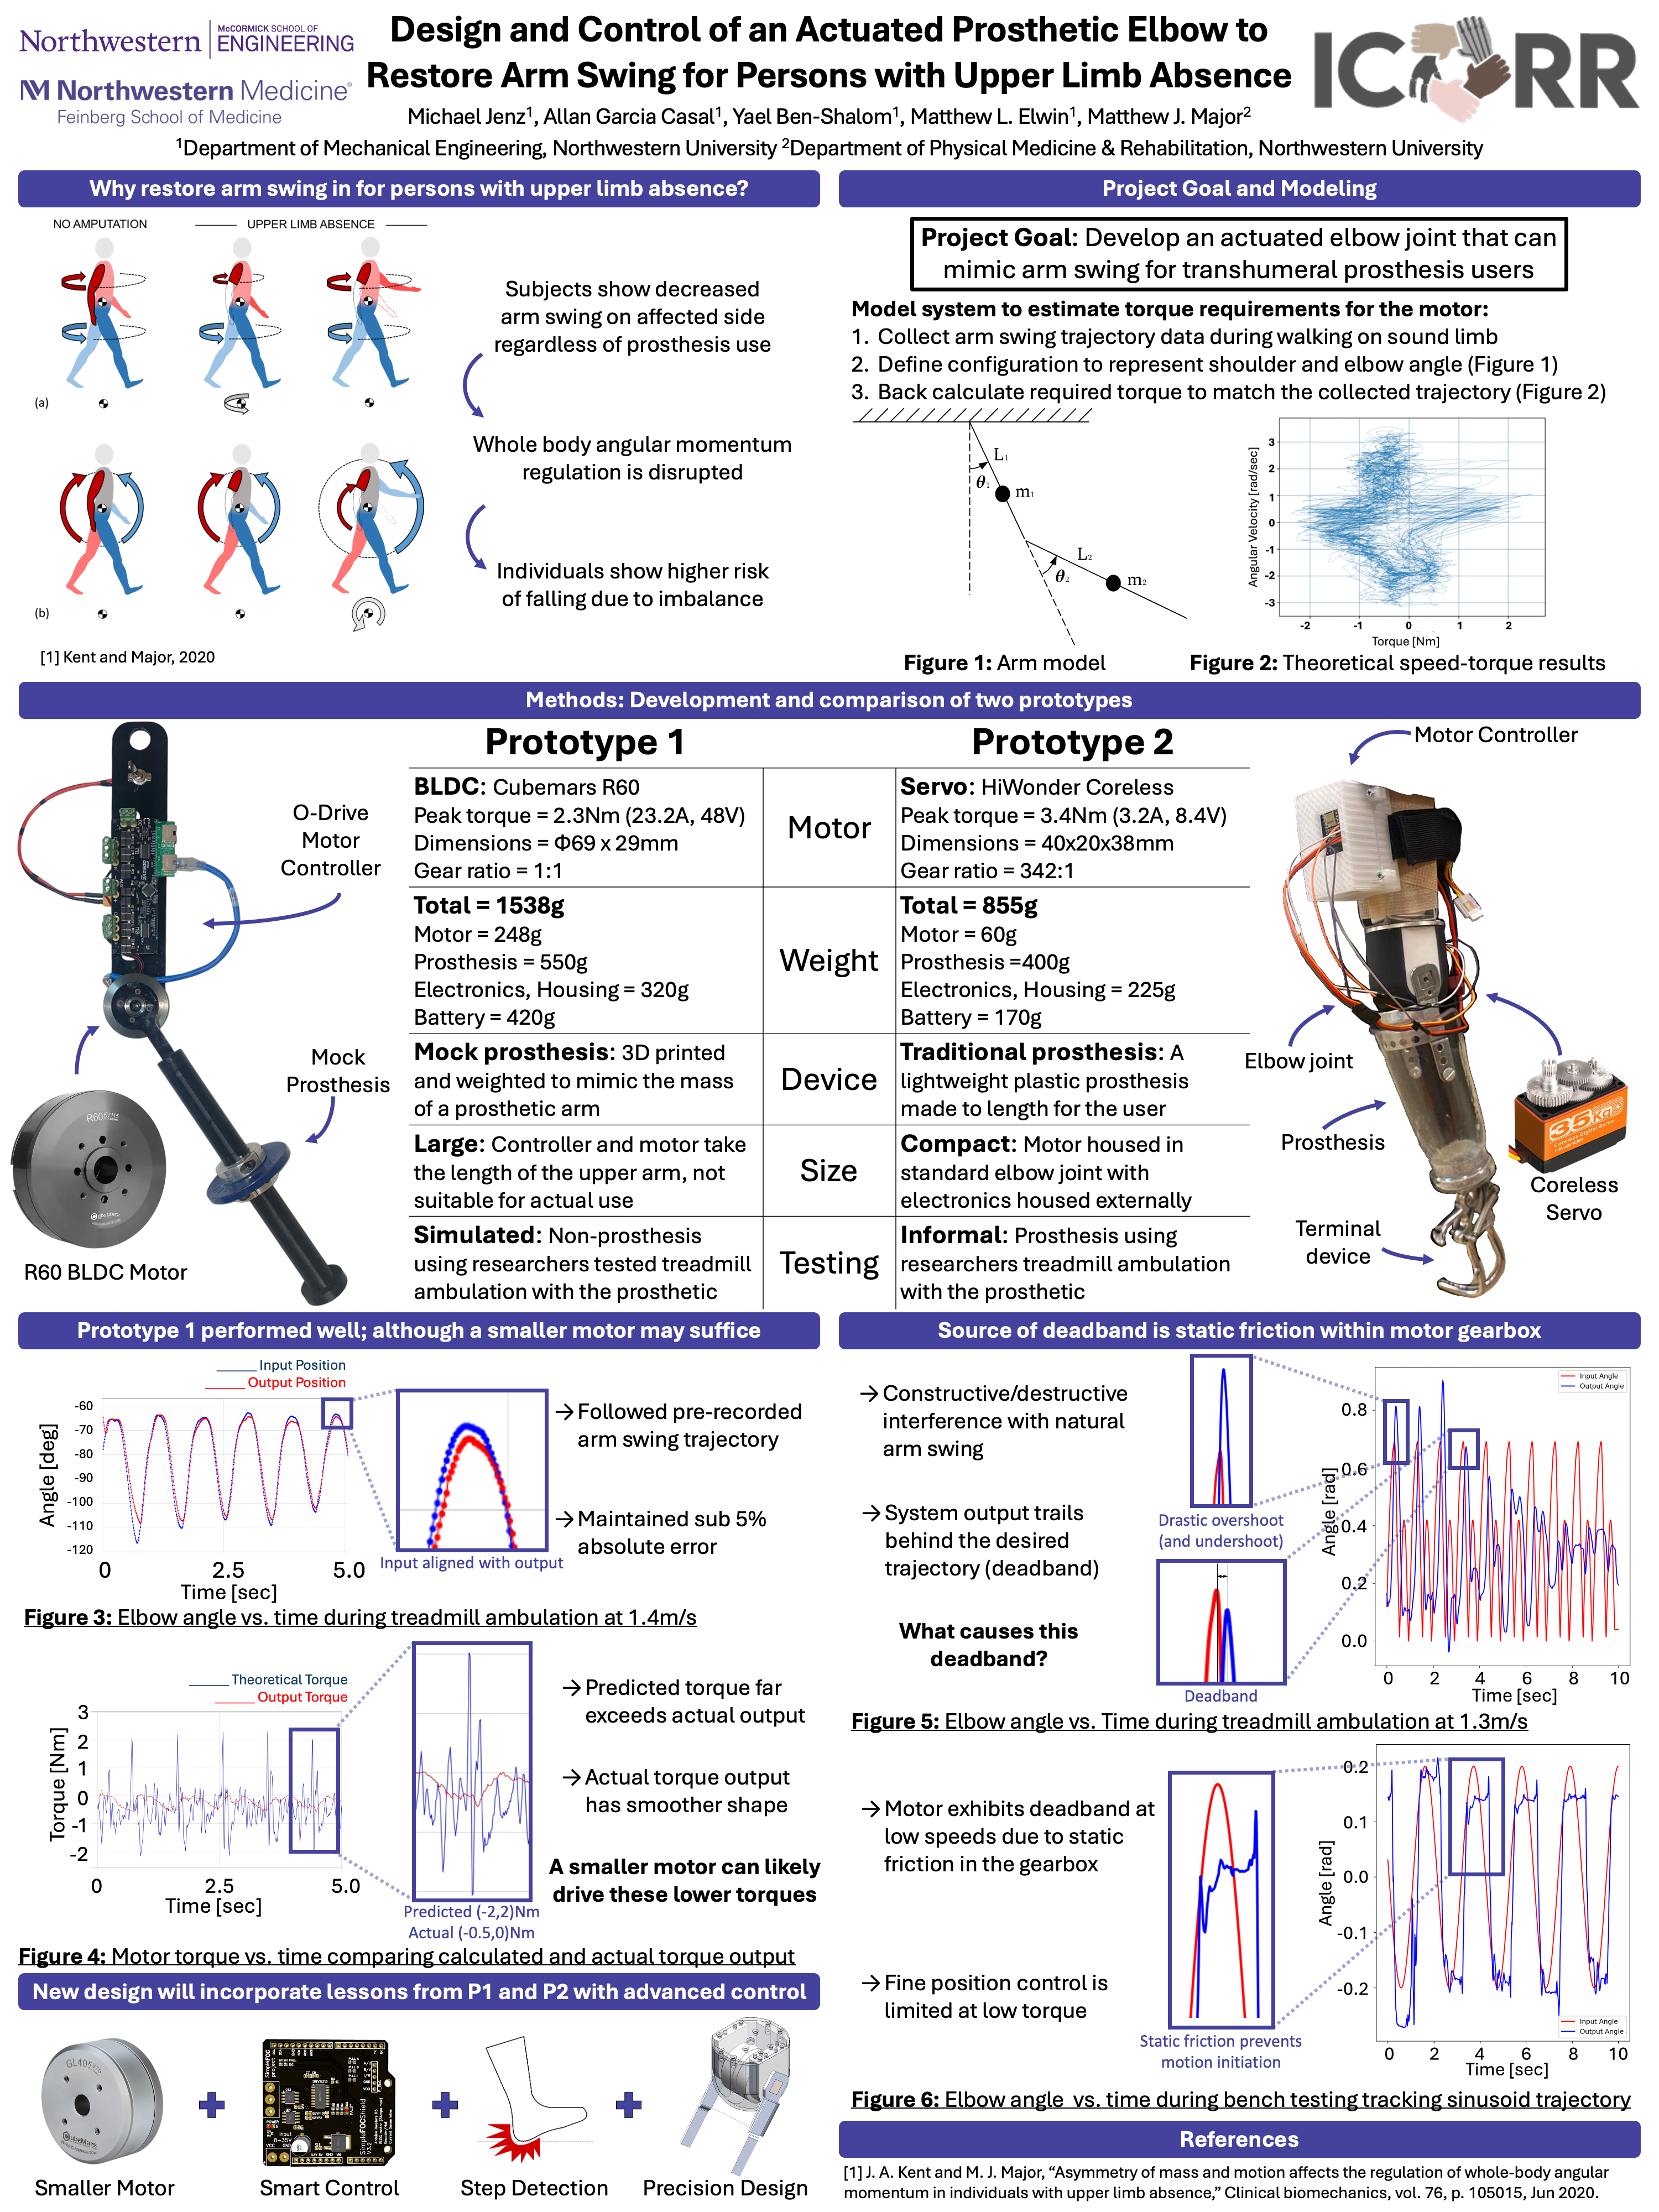 Northwestern | McCORMICK SCHOOL OF ENGINEERING
Northwestern Medicine®
Feinberg School of Medicine
Design and Control of an Actuated Prosthetic Elbow to
Restore Arm Swing for Persons with Upper Limb Absence
ICORR
Michael Jenz¹, Allan Garcia Casal¹, Yael Ben-Shalom¹, Matthew L. Elwin¹, Matthew J. Major²
¹Department of Mechanical Engineering, Northwestern University ²Department of Physical Medicine & Rehabilitation, Northwestern University
Why restore arm swing in for persons with upper limb absence?
NO AMPUTATION
UPPER LIMB ABSENCE
(a)
(b)
Subjects show decreased
arm swing on affected side
regardless of prosthesis use
Whole body angular momentum
regulation is disrupted
Individuals show higher risk
of falling due to imbalance
[1] Kent and Major, 2020
Project Goal and Modeling
Project Goal: Develop an actuated elbow joint that can
mimic arm swing for transhumeral prosthesis users
Model system to estimate torque requirements for the motor:
1. Collect arm swing trajectory data during walking on sound limb
2. Define configuration to represent shoulder and elbow angle (Figure 1)
3. Back calculate required torque to match the collected trajectory (Figure 2)
L₁
θ₁
m₁
L₂
θ₂
m₂
Figure 1: Arm model
Angular Velocity [rad/sec]
3
2
1
0
-1
-2
-3
-2 -1 0 1 2
Torque [Nm]
Figure 2: Theoretical speed-torque results
Methods: Development and comparison of two prototypes
O-Drive
Motor
Controller
Mock
Prosthesis
R60
CubeMars
R60 BLDC Motor
Prototype 1
Prototype 2
BLDC: Cubemars R60
Peak torque = 2.3Nm (23.2A, 48V)
Dimensions = Φ69 x 29mm
Gear ratio = 1:1
Motor
Servo: HiWonder Coreless
Peak torque = 3.4Nm (3.2A, 8.4V)
Dimensions = 40x20x38mm
Gear ratio = 342:1
Total = 1538g
Motor = 248g
Prosthesis = 550g
Electronics, Housing = 320g
Battery = 420g
Weight
Total = 855g
Motor = 60g
Prosthesis =400g
Electronics, Housing = 225g
Battery = 170g
Mock prosthesis: 3D printed
and weighted to mimic the mass
of a prosthetic arm
Device
Traditional prosthesis: A
lightweight plastic prosthesis
made to length for the user
Large: Controller and motor take
the length of the upper arm, not
suitable for actual use
Size
Compact: Motor housed in
standard elbow joint with
electronics housed externally
Simulated: Non-prosthesis
using researchers tested treadmill
ambulation with the prosthetic
Testing
Informal: Prosthesis using
researchers treadmill ambulation
with the prosthetic
Motor Controller
Elbow joint
Prosthesis
Terminal
device
35KG
Coreless Digital Servo
Coreless
Servo
Prototype 1 performed well; although a smaller motor may suffice
Input Position
Output Position
Angle [deg]
-60
-70
-80
-90
-100
-110
-120
0 2.5 5.0
Time [sec]
Input aligned with output
→Followed pre-recorded
arm swing trajectory
→Maintained sub 5%
absolute error
Figure 3: Elbow angle vs. time during treadmill ambulation at 1.4m/s
Theoretical Torque
Output Torque
Torque [Nm]
3
2
1
0
-1
-2
0 2.5 5.0
Time [sec]
Predicted (-2,2)Nm
Actual (-0.5,0)Nm
→Predicted torque far
exceeds actual output
→Actual torque output
has smoother shape
A smaller motor can likely
drive these lower torques
Figure 4: Motor torque vs. time comparing calculated and actual torque output
New design will incorporate lessons from P1 and P2 with advanced control
GL40
CubeMars
SimpleFOCShield
Smaller Motor
Smart Control
Step Detection
Precision Design
Source of deadband is static friction within motor gearbox
→Constructive/destructive
interference with natural
arm swing
→System output trails
behind the desired
trajectory (deadband)
What causes this
deadband?
Drastic overshoot
(and undershoot)
Deadband
Input Angle
Output Angle
Angle [rad]
0.8
0.6
0.4
0.2
0.0
0 2 4 6 8 10
Time [sec]
Figure 5: Elbow angle vs. Time during treadmill ambulation at 1.3m/s
→Motor exhibits deadband at
low speeds due to static
friction in the gearbox
→Fine position control is
limited at low torque
Static friction prevents
motion initiation
Angle [rad]
0.2
0.1
0.0
-0.1
-0.2
Input Angle
Output Angle
0 2 4 6 8 10
Time [sec]
Figure 6: Elbow angle vs. time during bench testing tracking sinusoid trajectory
References
[1] J. A. Kent and M. J. Major, “Asymmetry of mass and motion affects the regulation of whole-body angular
momentum in individuals with upper limb absence,” Clinical biomechanics, vol. 76, p. 105015, Jun 2020.